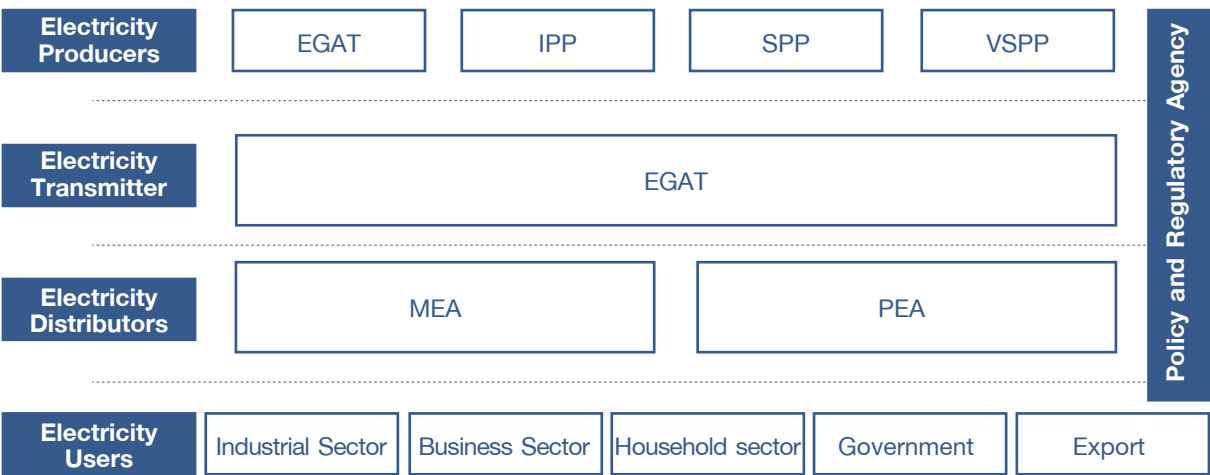 Electricity
Producers
EGAT
IPP
SPP
VSPP
Policy and Regulatory Agency
Electricity
Transmitter
EGAT
Electricity
Distributors
MEA
PEA
Electricity
Users
Industrial Sector
Business Sector
Household sector
Government
Export